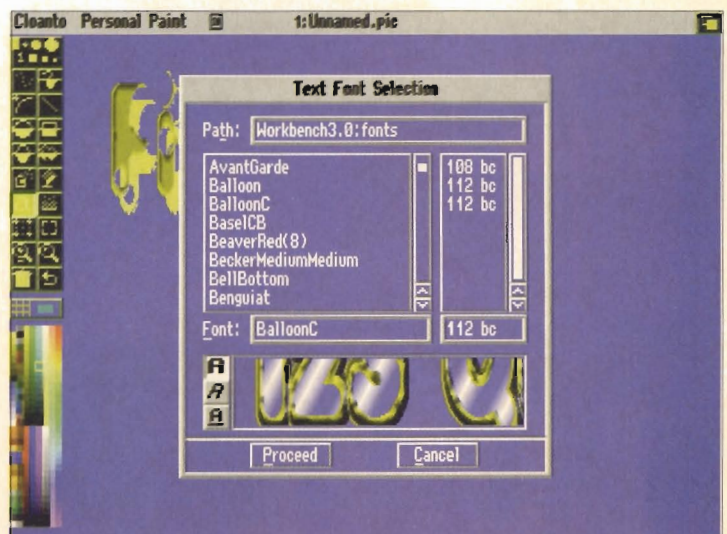 Cloanto Personal Paint 1:Unnamed.pic
Text Font Selection
Path: Workbench3.0:fonts
AvantGarde
Balloon
BalloonC
BaselCB
BeaverRed(8)
BeckerMediumMedium
BellBottom
Benguiat
108 bc
112 bc
112 bc
Font: BalloonC 112 bc
A
A
A
123
Proceed Cancel